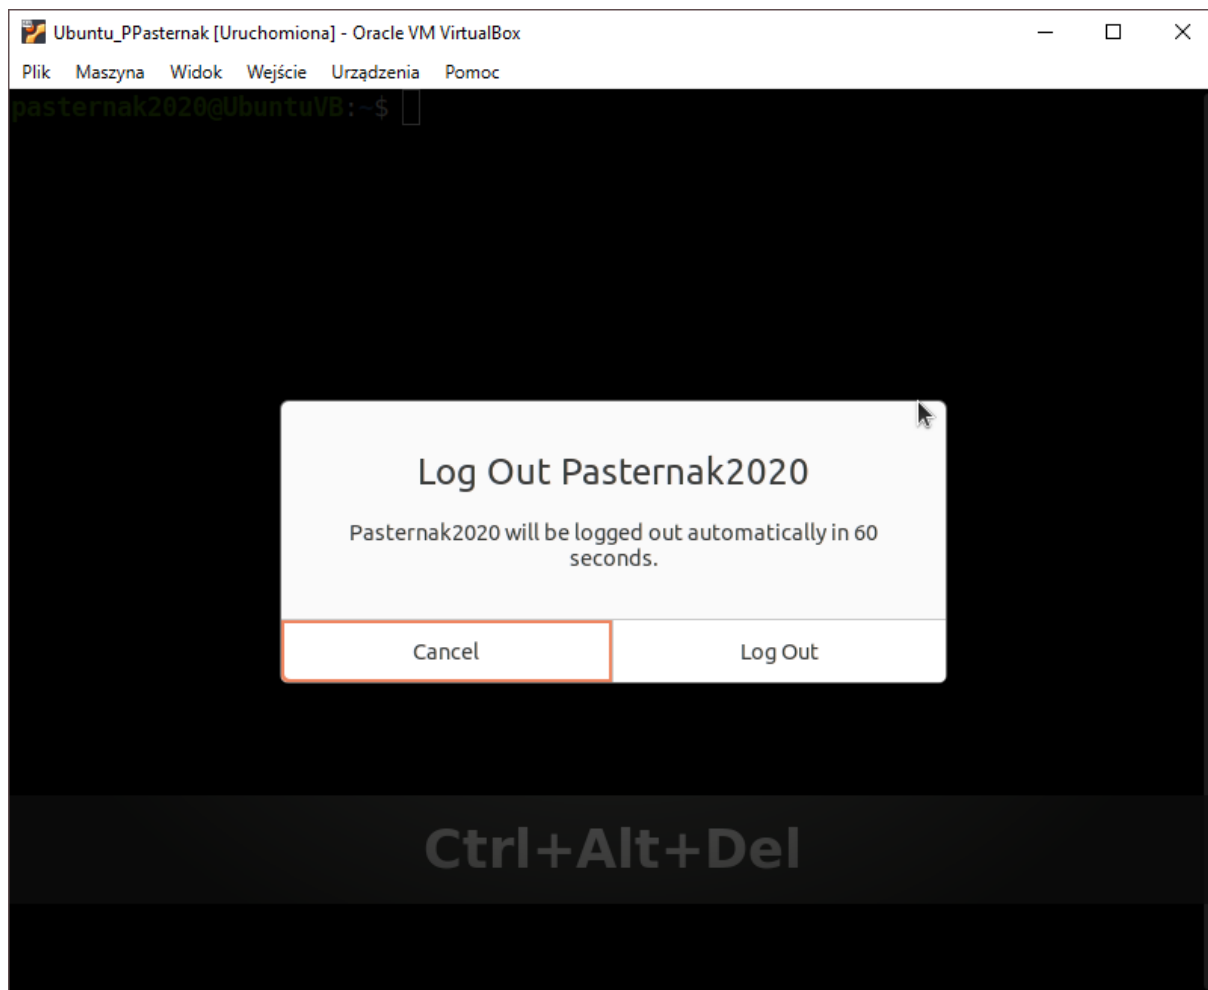 Ubuntu_PPasternak [Uruchomiona] - Oracle VM VirtualBox
Plik Maszyna Widok Wejście Urządzenia Pomoc
pasternak2020@UbuntuVB:~$
Log Out Pasternak2020
Pasternak2020 will be logged out automatically in 60
seconds.
Cancel Log Out
Ctrl+Alt+Del